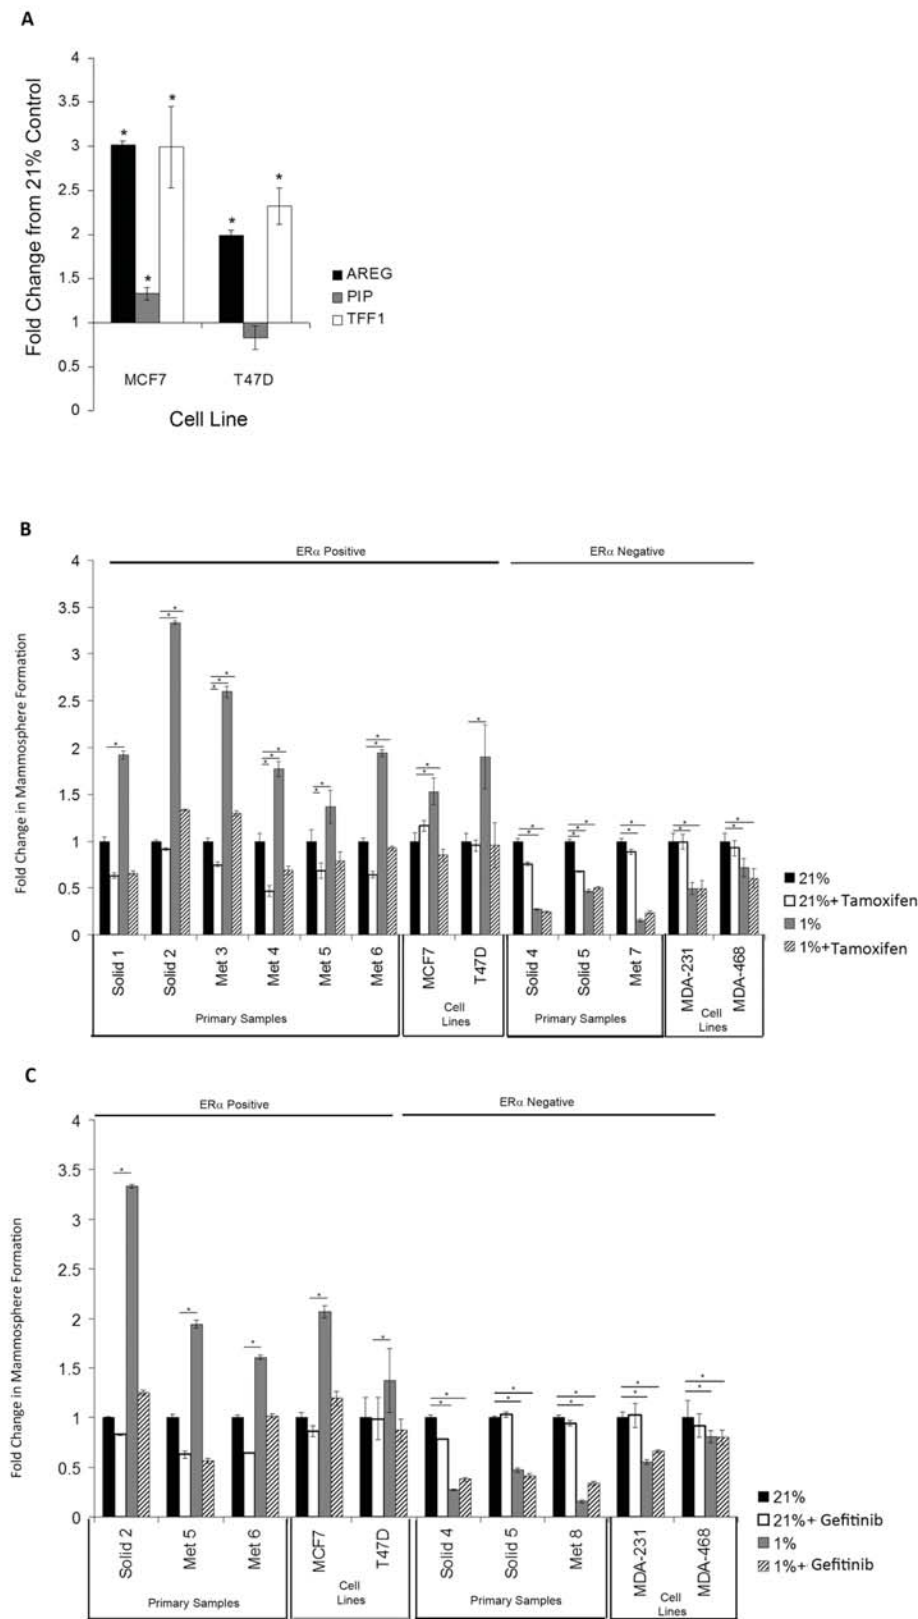 A
Fold Change from 21% Control
4
3.5
3
2.5
2
1.5
1
0.5
0
* * * * *
MCF7 T47D
Cell Line
AREG
PIP
TFF1
B
ERα Positive ERα Negative
Fold Change in Mammosphere Formation
4
3.5
3
2.5
2
1.5
1
0.5
0
Solid 1 Solid 2 Met 3 Met 4 Met 5 Met 6 MCF7 T47D Solid 4 Solid 5 Met 7 MDA-231 MDA-468
Primary Samples Cell Lines Primary Samples Cell Lines
21%
21%+Tamoxifen
1%
1%+Tamoxifen
C
ERα Positive ERα Negative
Fold Change in Mammosphere Formation
4
3.5
3
2.5
2
1.5
1
0.5
0
Solid 2 Met 5 Met 6 MCF7 T47D Solid 4 Solid 5 Met 8 MDA-231 MDA-468
Primary Samples Cell Lines Primary Samples Cell Lines
21%
21%+ Gefitinib
1%
1%+ Gefitinib